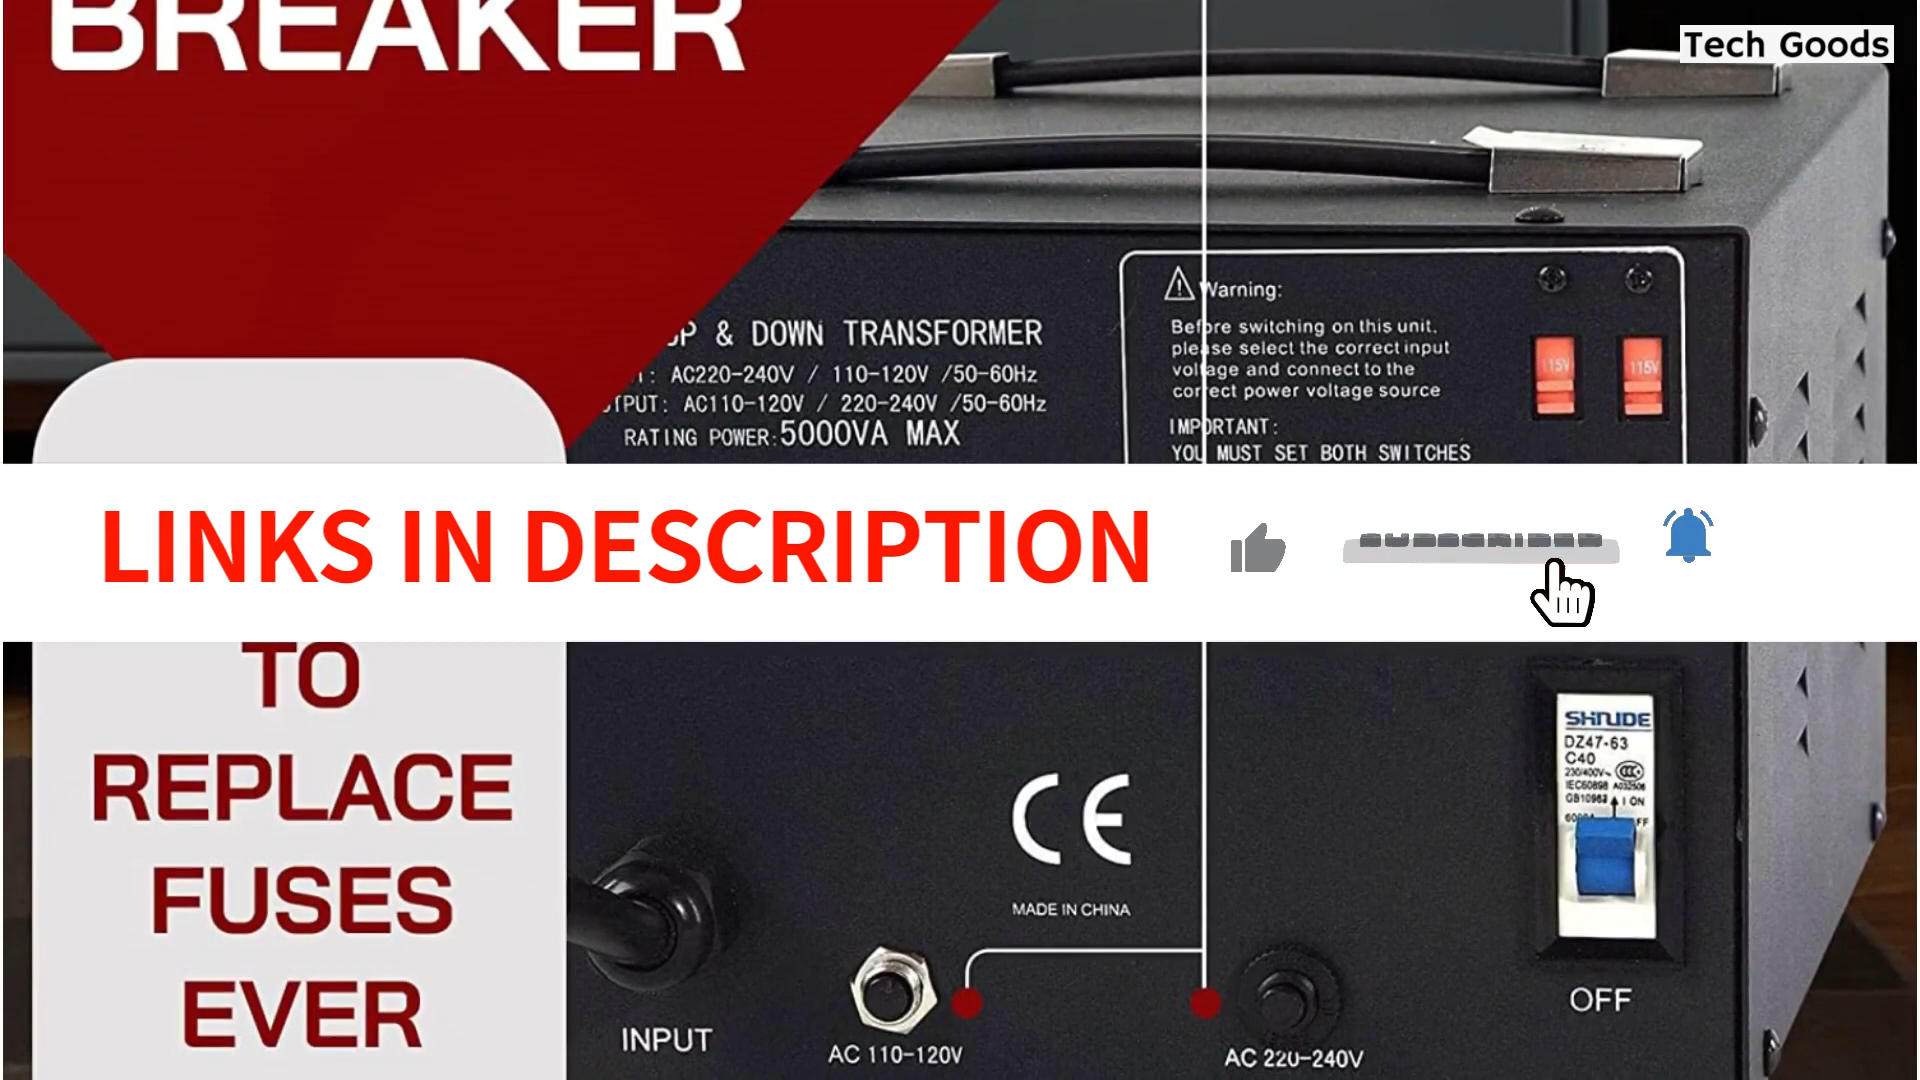 BREAKER
Tech Goods
& DOWN TRANSFORMER
AC220-240V / 110-120V /50-60Hz
AC110-120V / 220-240V /50-60Hz
RATING POWER:5000VA MAX
Warning:
Before switching on this unit.
please select the correct input
voltage and connect to the
correct power voltage source
IMPORTANT:
YOU MUST SET BOTH SWITCHES
115V
115V
LINKS IN DESCRIPTION
TO
REPLACE
FUSES
EVER
DZ47-63
C40
230/400V~
IEC60898
I ON
CE
MADE IN CHINA
INPUT
AC 110-120V
AC 220-240V
OFF